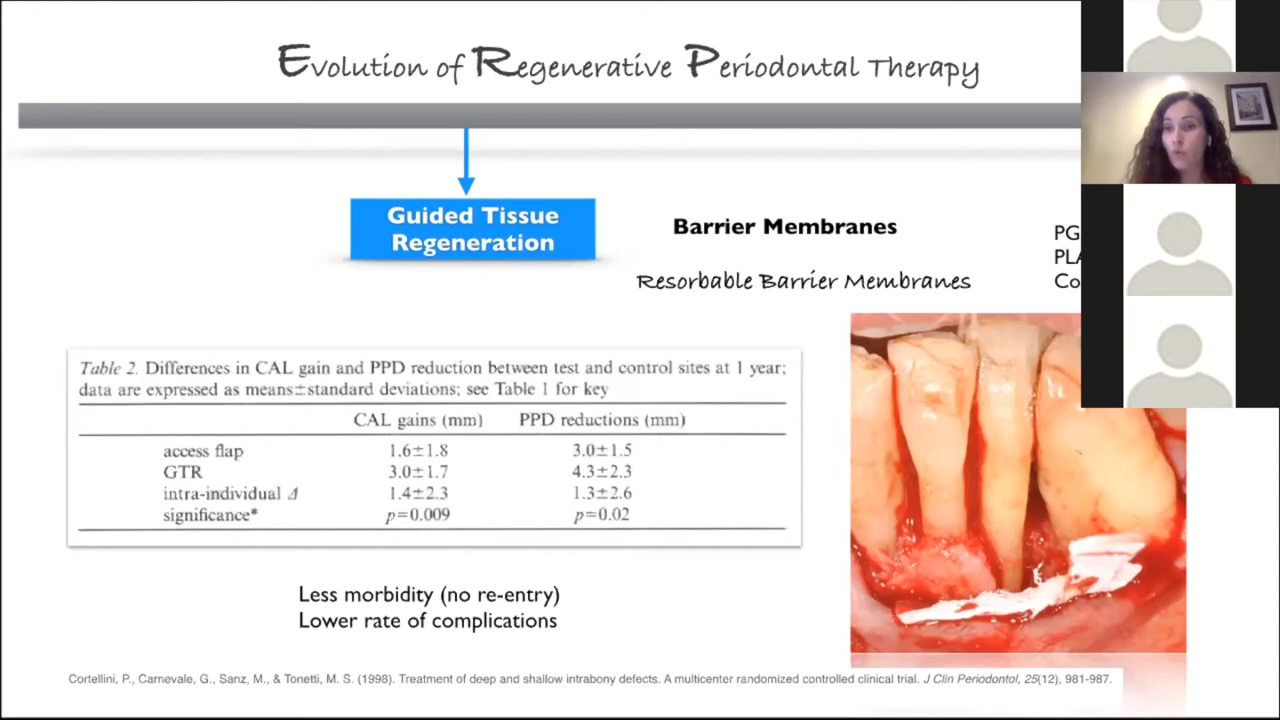 Evolution of Regenerative Periodontal Therapy
Guided Tissue
Regeneration
Barrier Membranes
Resorbable Barrier Membranes
PG
PLA
Co
Table 2. Differences in CAL gain and PPD reduction between test and control sites at 1 year;
data are expressed as means±standard deviations; see Table 1 for key
CAL gains (mm) PPD reductions (mm)
access flap 1.6±1.8 3.0±1.5
GTR 3.0±1.7 4.3±2.3
intra-individual Δ 1.4±2.3 1.3±2.6
significance* p=0.009 p=0.02
Less morbidity (no re-entry)
Lower rate of complications
Cortellini, P., Carnevale, G., Sanz, M., & Tonetti, M. S. (1998). Treatment of deep and shallow intrabony defects. A multicenter randomized controlled clinical trial. J Clin Periodontol, 25(12), 981-987.